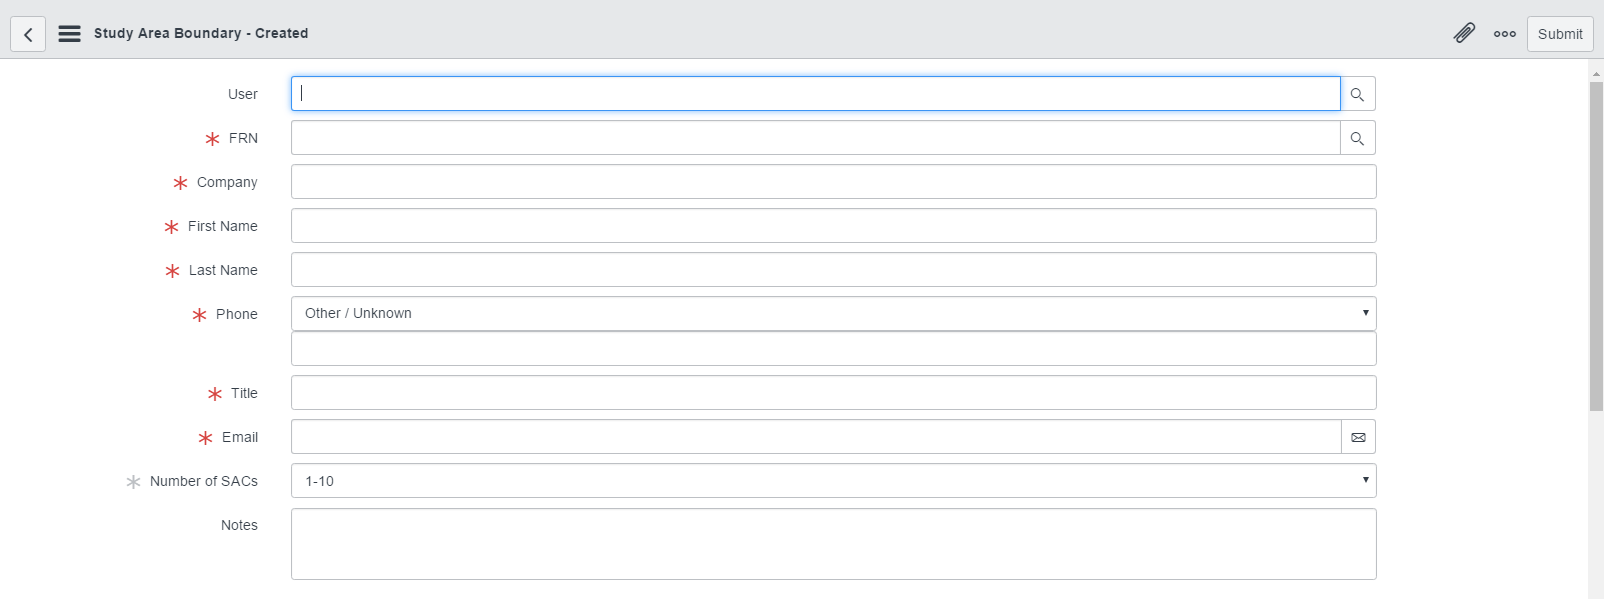 Study Area Boundary - Created
Submit
User
FRN
Company
First Name
Last Name
Phone
Other / Unknown
Title
Email
Number of SACs
1-10
Notes